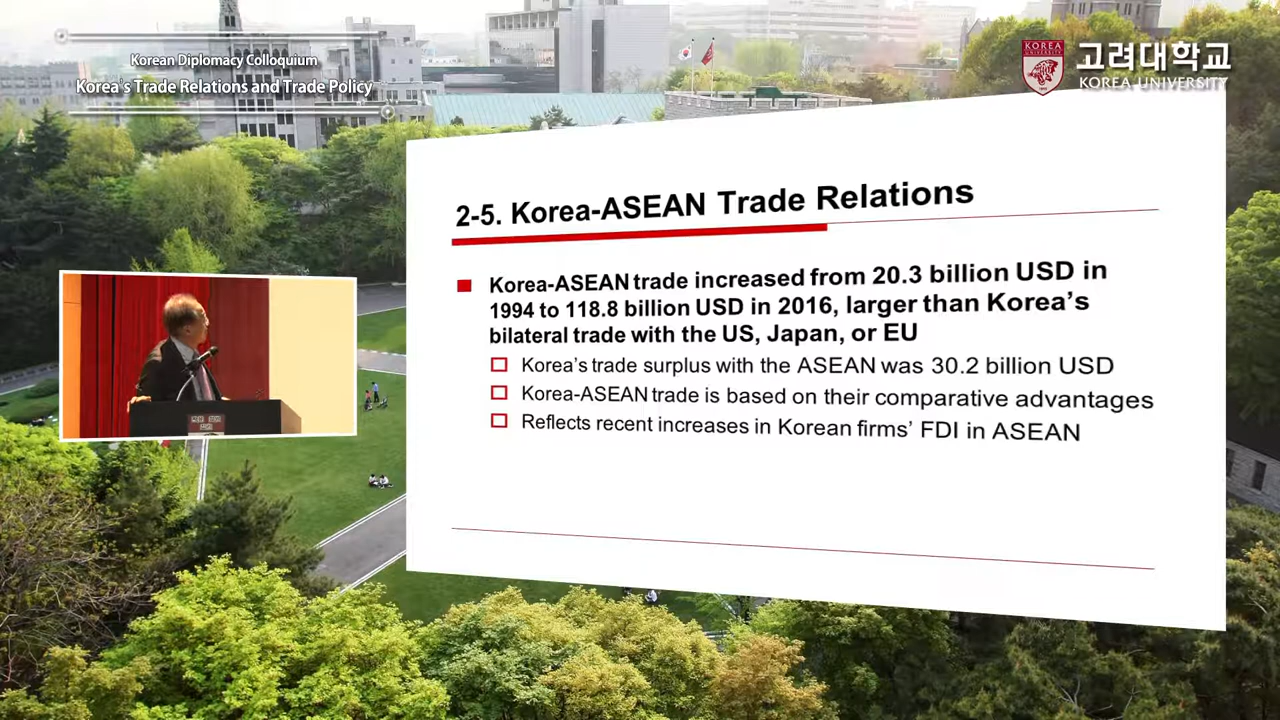 Korean Diplomacy Colloquium
Korea's Trade Relations and Trade Policy
KOREA
UNIVERSITY
고려대학교
KOREA UNIVERSITY
2-5. Korea-ASEAN Trade Relations
Korea-ASEAN trade increased from 20.3 billion USD in
1994 to 118.8 billion USD in 2016, larger than Korea's
bilateral trade with the US, Japan, or EU
Korea's trade surplus with the ASEAN was 30.2 billion USD
Korea-ASEAN trade is based on their comparative advantages
Reflects recent increases in Korean firms' FDI in ASEAN